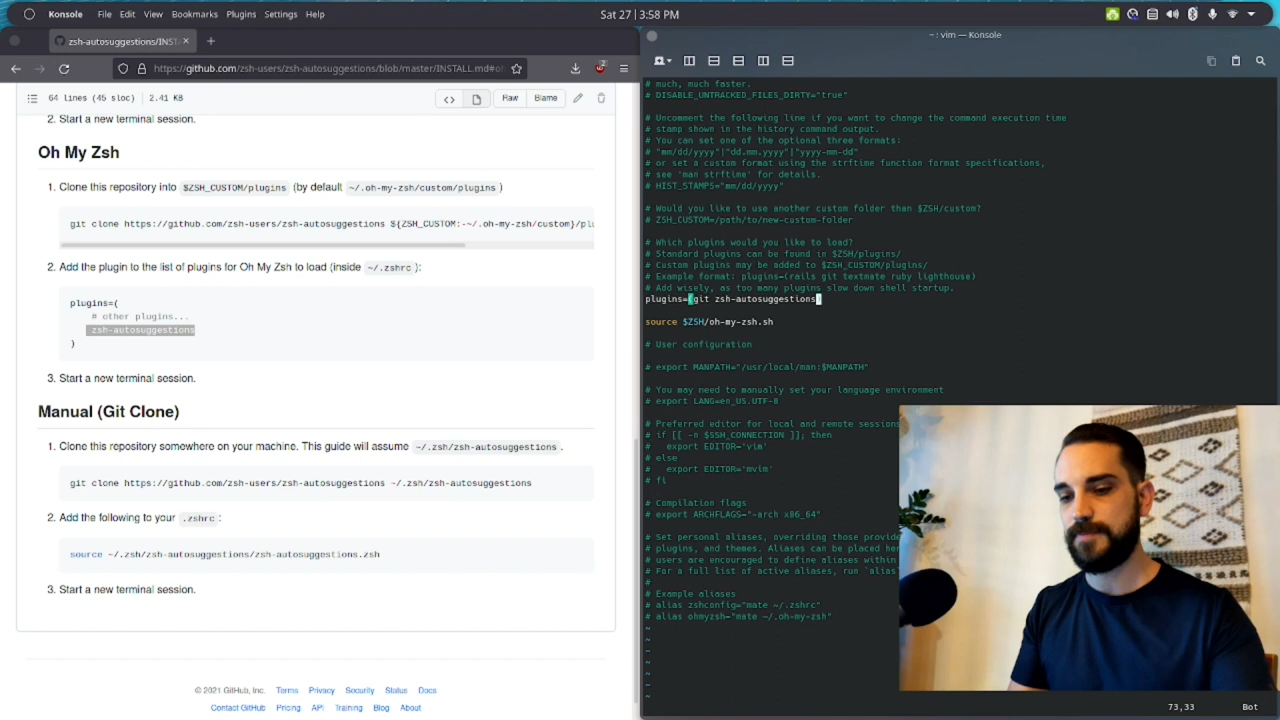 Konsole File Edit View Bookmarks Plugins Settings Help
Sat 27 | 3:58 PM
zsh-autosuggestions/INST
~ : vim — Konsole
https://github.com/zsh-users/zsh-autosuggestions/blob/master/INSTALL.md#o
64 lines (45 sloc) 2.41 KB
Raw
Blame
2. Start a new terminal session.
Oh My Zsh
1. Clone this repository into $ZSH_CUSTOM/plugins (by default ~/.oh-my-zsh/custom/plugins )
git clone https://github.com/zsh-users/zsh-autosuggestions ${ZSH_CUSTOM:-~/.oh-my-zsh/custom}/plu
2. Add the plugin to the list of plugins for Oh My Zsh to load (inside ~/.zshrc ):
plugins=(
# other plugins...
zsh-autosuggestions
)
3. Start a new terminal session.
Manual (Git Clone)
1. Clone this repository somewhere on your machine. This guide will assume ~/.zsh/zsh-autosuggestions .
git clone https://github.com/zsh-users/zsh-autosuggestions ~/.zsh/zsh-autosuggestions
2. Add the following to your .zshrc :
source ~/.zsh/zsh-autosuggestions/zsh-autosuggestions.zsh
3. Start a new terminal session.
© 2021 GitHub, Inc. Terms Privacy Security Status Docs
Contact GitHub Pricing API Training Blog About
# much, much faster.
# DISABLE_UNTRACKED_FILES_DIRTY="true"
# Uncomment the following line if you want to change the command execution time
# stamp shown in the history command output.
# You can set one of the optional three formats:
# "mm/dd/yyyy"|"dd.mm.yyyy"|"yyyy-mm-dd"
# or set a custom format using the strftime function format specifications,
# see 'man strftime' for details.
# HIST_STAMPS="mm/dd/yyyy"
# Would you like to use another custom folder than $ZSH/custom?
# ZSH_CUSTOM=/path/to/new-custom-folder
# Which plugins would you like to load?
# Standard plugins can be found in $ZSH/plugins/
# Custom plugins may be added to $ZSH_CUSTOM/plugins/
# Example format: plugins=(rails git textmate ruby lighthouse)
# Add wisely, as too many plugins slow down shell startup.
plugins=(git zsh-autosuggestions)
source $ZSH/oh-my-zsh.sh
# User configuration
# export MANPATH="/usr/local/man:$MANPATH"
# You may need to manually set your language environment
# export LANG=en_US.UTF-8
# Preferred editor for local and remote sessions
# if [[ -n $SSH_CONNECTION ]]; then
#   export EDITOR='vim'
# else
#   export EDITOR='mvim'
# fi
# Compilation flags
# export ARCHFLAGS="-arch x86_64"
# Set personal aliases, overriding those provide
# plugins, and themes. Aliases can be placed her
# users are encouraged to define aliases within
# For a full list of active aliases, run `alias`
#
# Example aliases
# alias zshconfig="mate ~/.zshrc"
# alias ohmyzsh="mate ~/.oh-my-zsh"
~
~
~
~
~
~
~
73,33 Bot